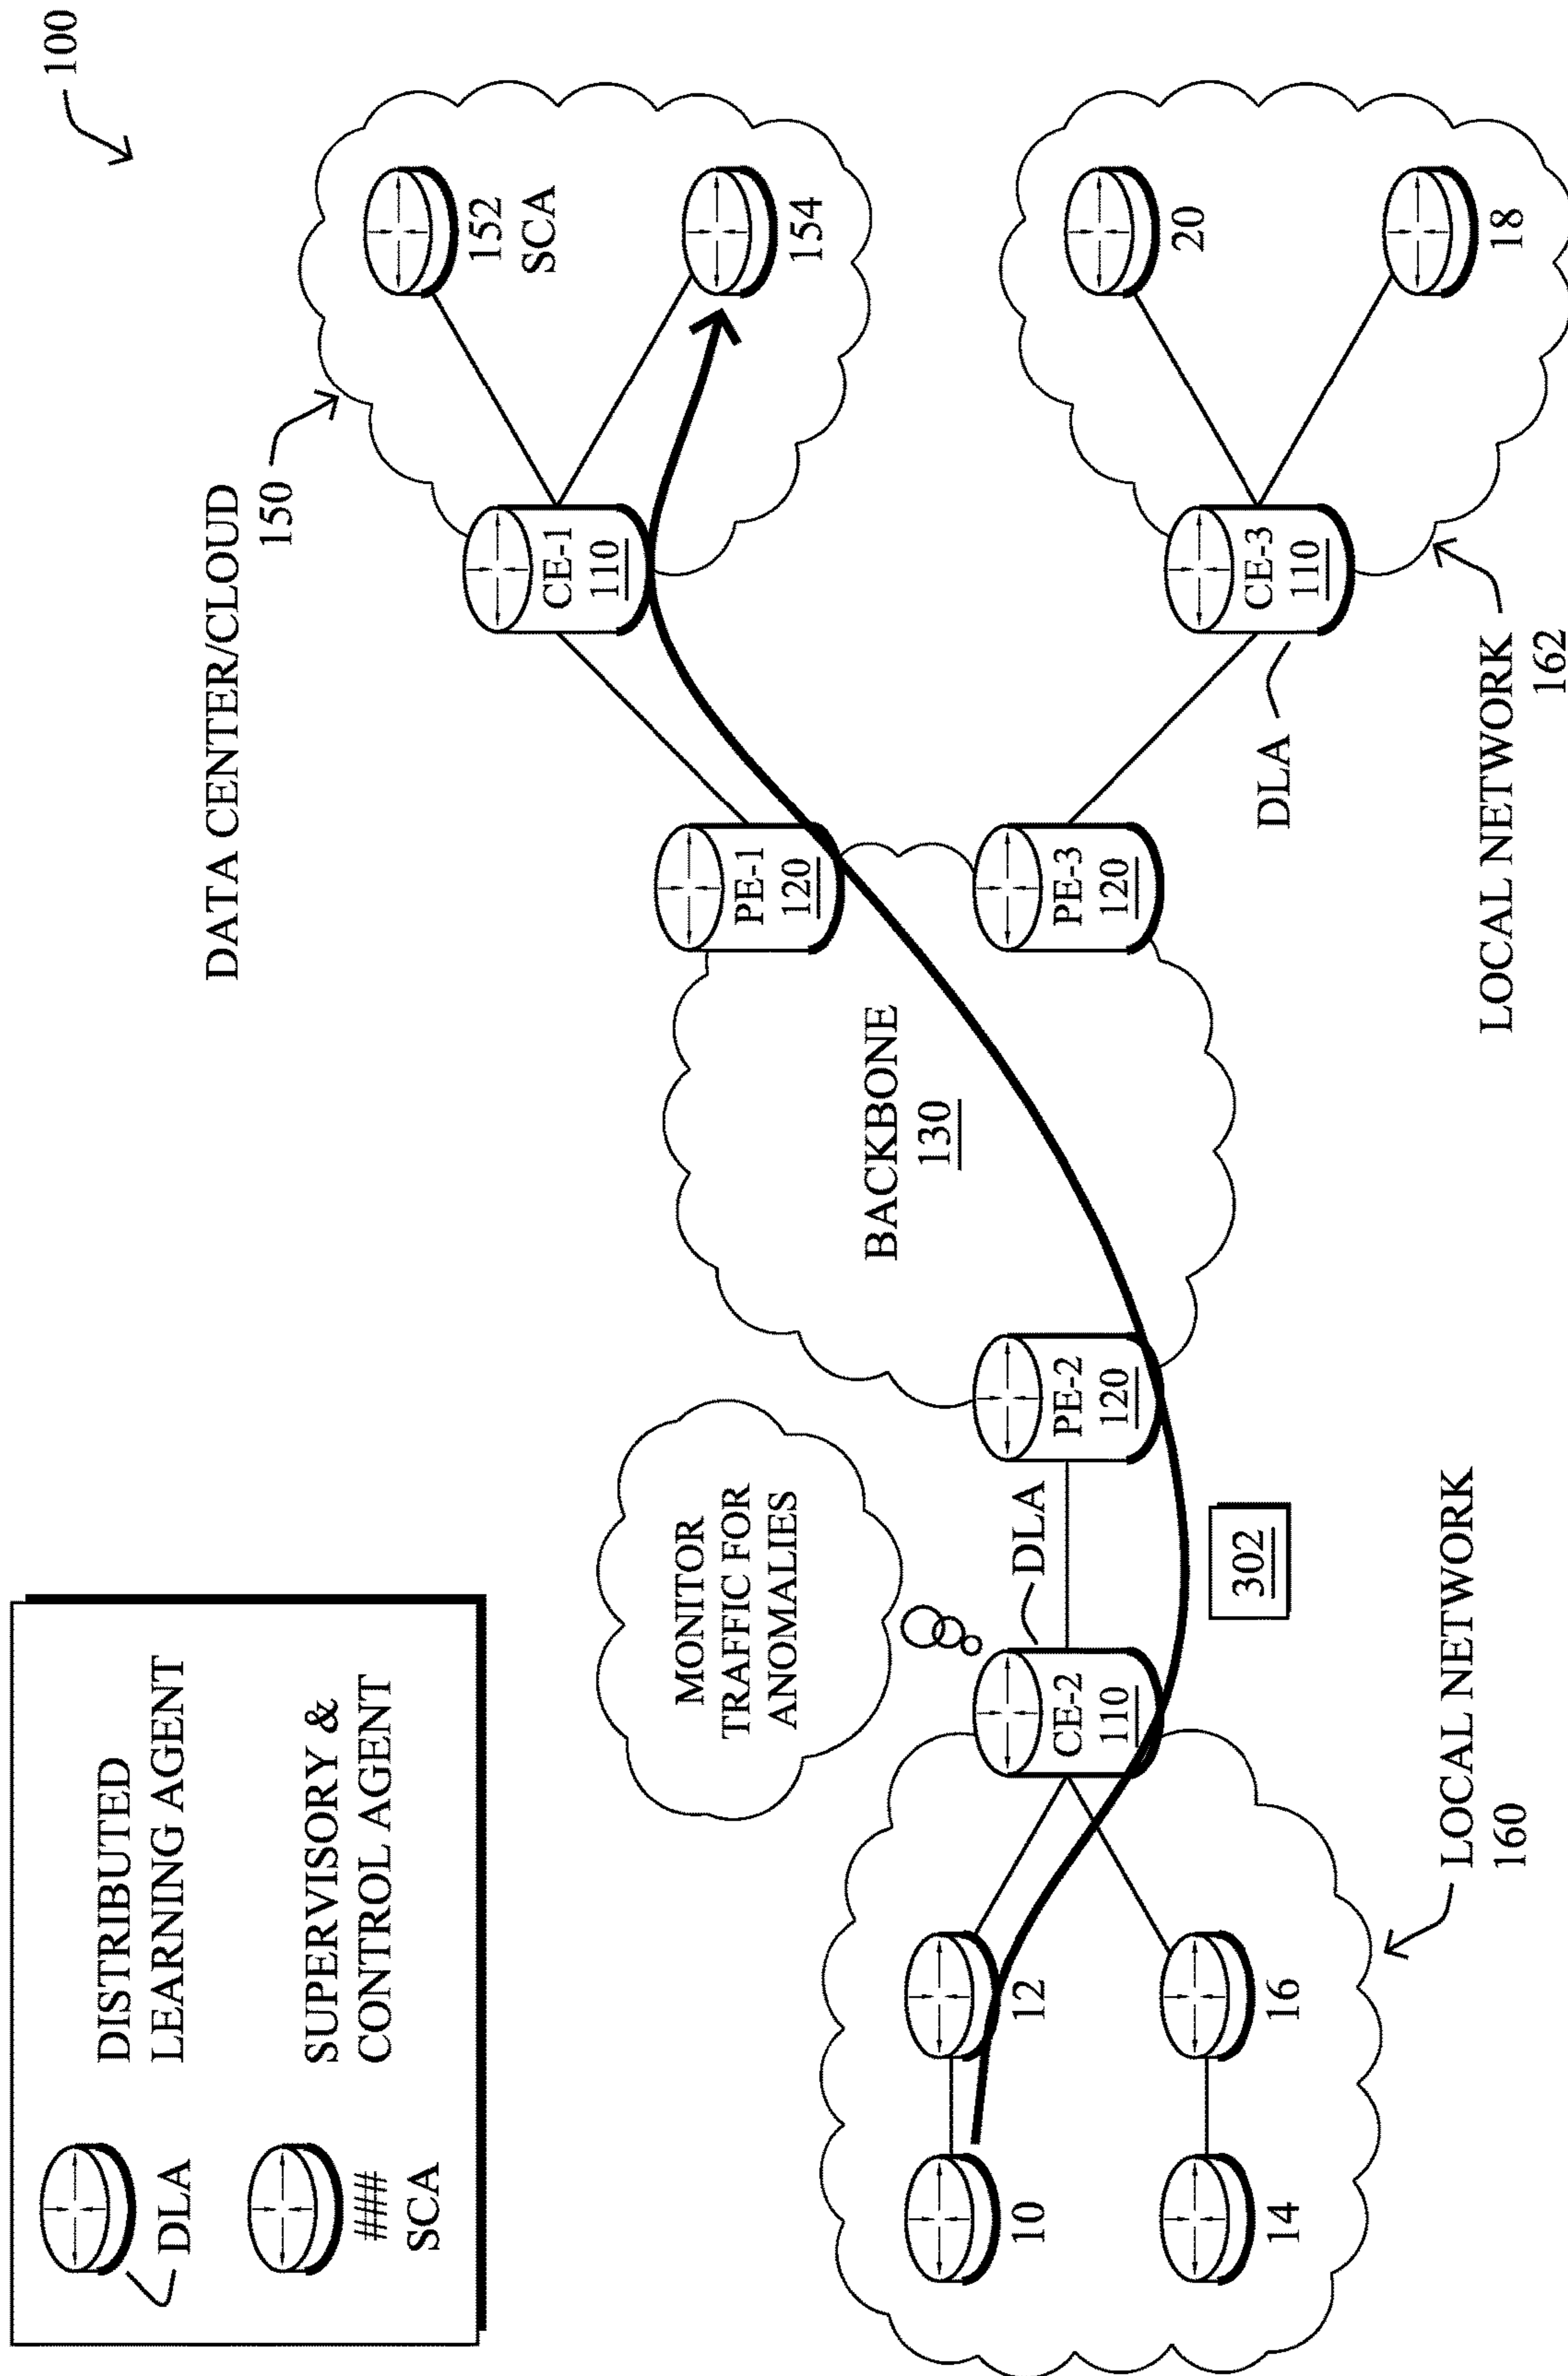 100
DISTRIBUTED
LEARNING AGENT
DLA
SUPERVISORY &
CONTROL AGENT
###
SCA
DATA CENTER/CLOUD
150
152
SCA
154
CE-1
110
PE-1
120
MONITOR
TRAFFIC FOR
ANOMALIES
BACKBONE
130
10
12
14
16
CE-2
110
DLA
PE-2
120
PE-3
120
302
CE-3
110
DLA
20
18
LOCAL NETWORK
160
LOCAL NETWORK
162